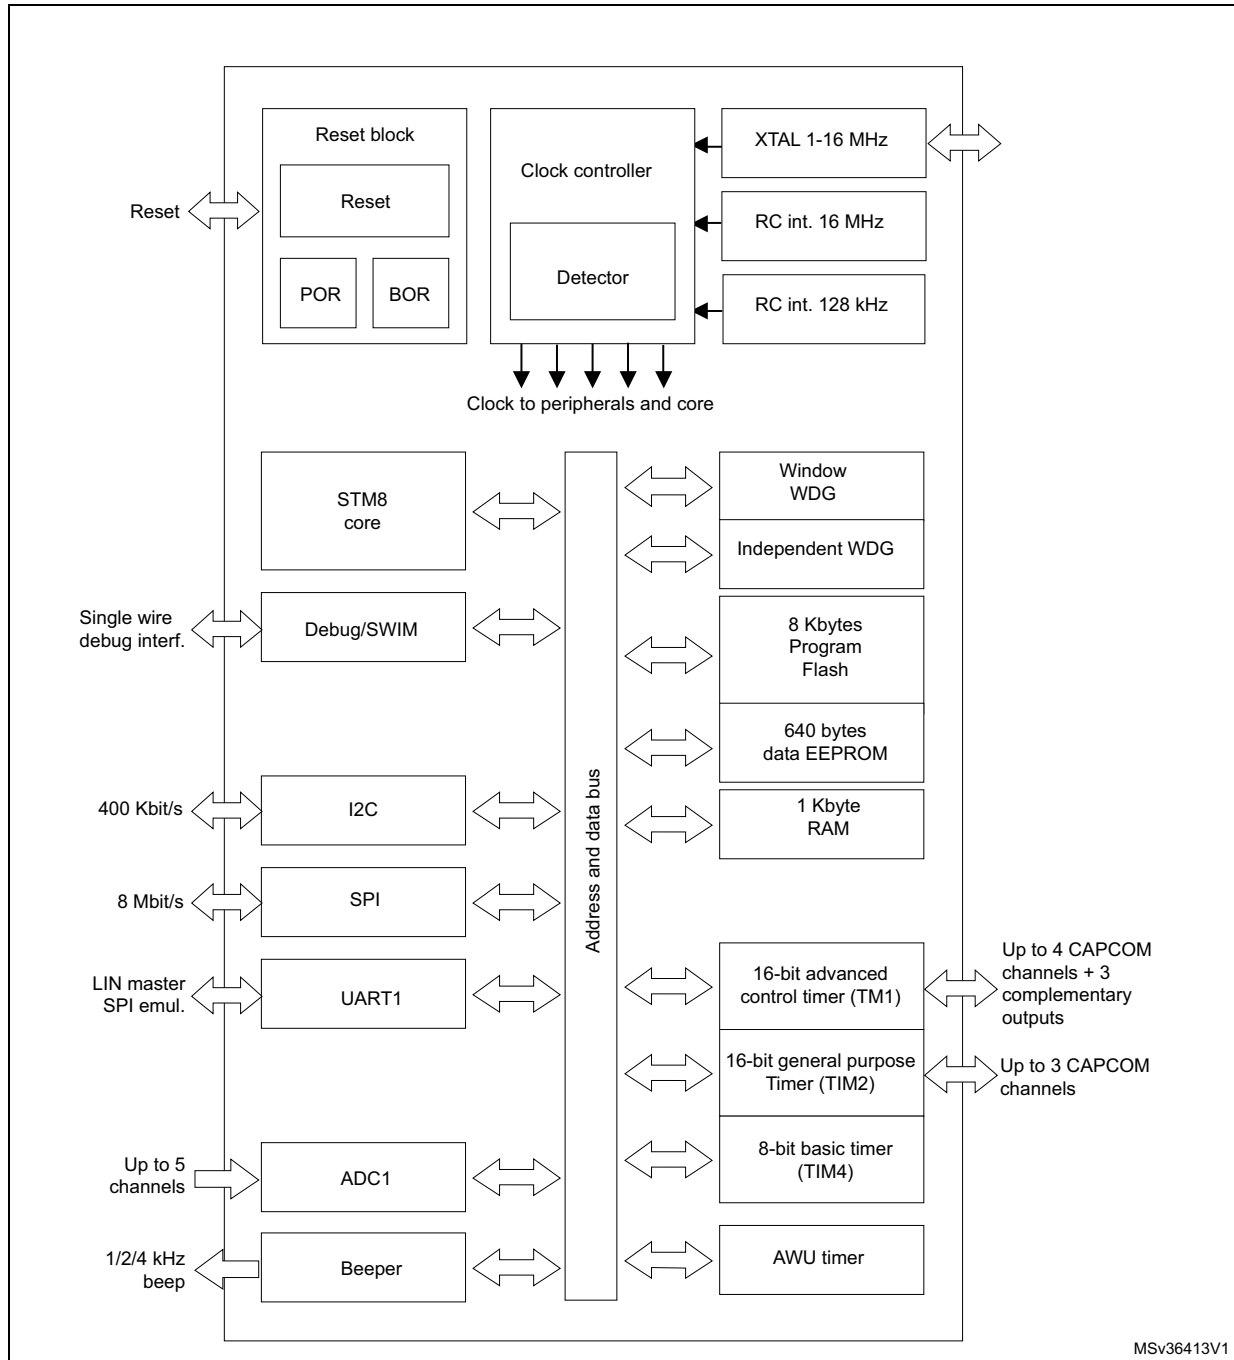 Reset block
Reset
POR
BOR
Reset
Clock controller
Detector
XTAL 1-16 MHz
RC int. 16 MHz
RC int. 128 kHz
Clock to peripherals and core
STM8
core
Single wire
debug interf.
Debug/SWIM
400 Kbit/s
I2C
8 Mbit/s
SPI
LIN master
SPI emul.
UART1
Up to 5
channels
ADC1
1/2/4 kHz
beep
Beeper
Address and data bus
Window
WDG
Independent WDG
8 Kbytes
Program
Flash
640 bytes
data EEPROM
1 Kbyte
RAM
16-bit advanced
control timer (TM1)
Up to 4 CAPCOM
channels + 3
complementary
outputs
16-bit general purpose
Timer (TIM2)
Up to 3 CAPCOM
channels
8-bit basic timer
(TIM4)
AWU timer
MSv36413V1